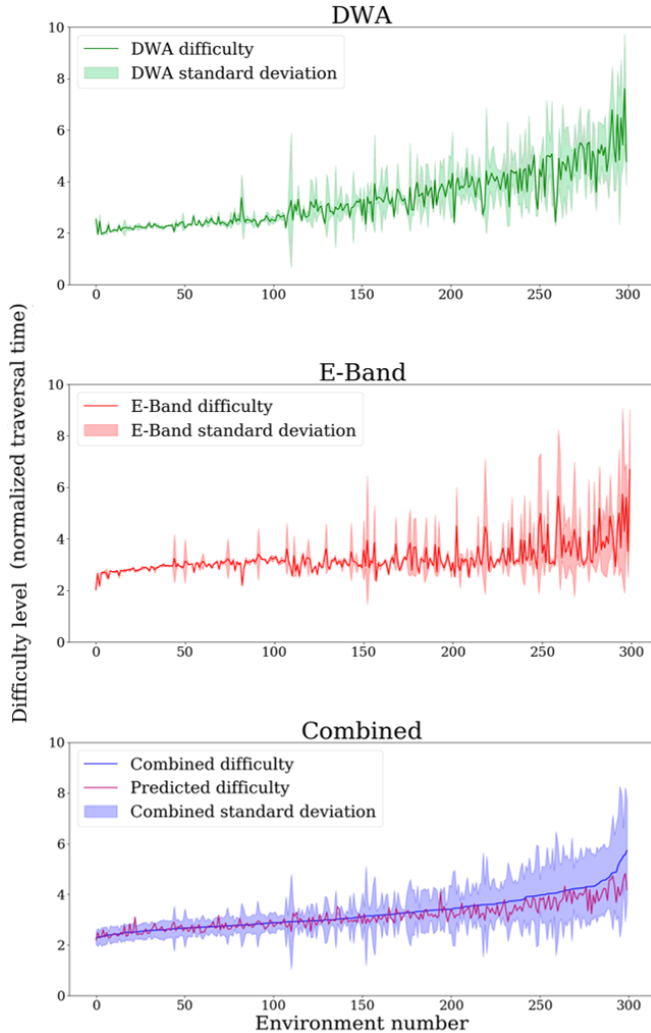 DWA
10
8
6
4
2
0
DWA difficulty
DWA standard deviation
0 50 100 150 200 250 300
E-Band
10
8
6
4
2
0
E-Band difficulty
E-Band standard deviation
0 50 100 150 200 250 300
Difficulty level (normalized traversal time)
Combined
10
8
6
4
2
0
Combined difficulty
Predicted difficulty
Combined standard deviation
0 50 100 150 200 250 300
Environment number